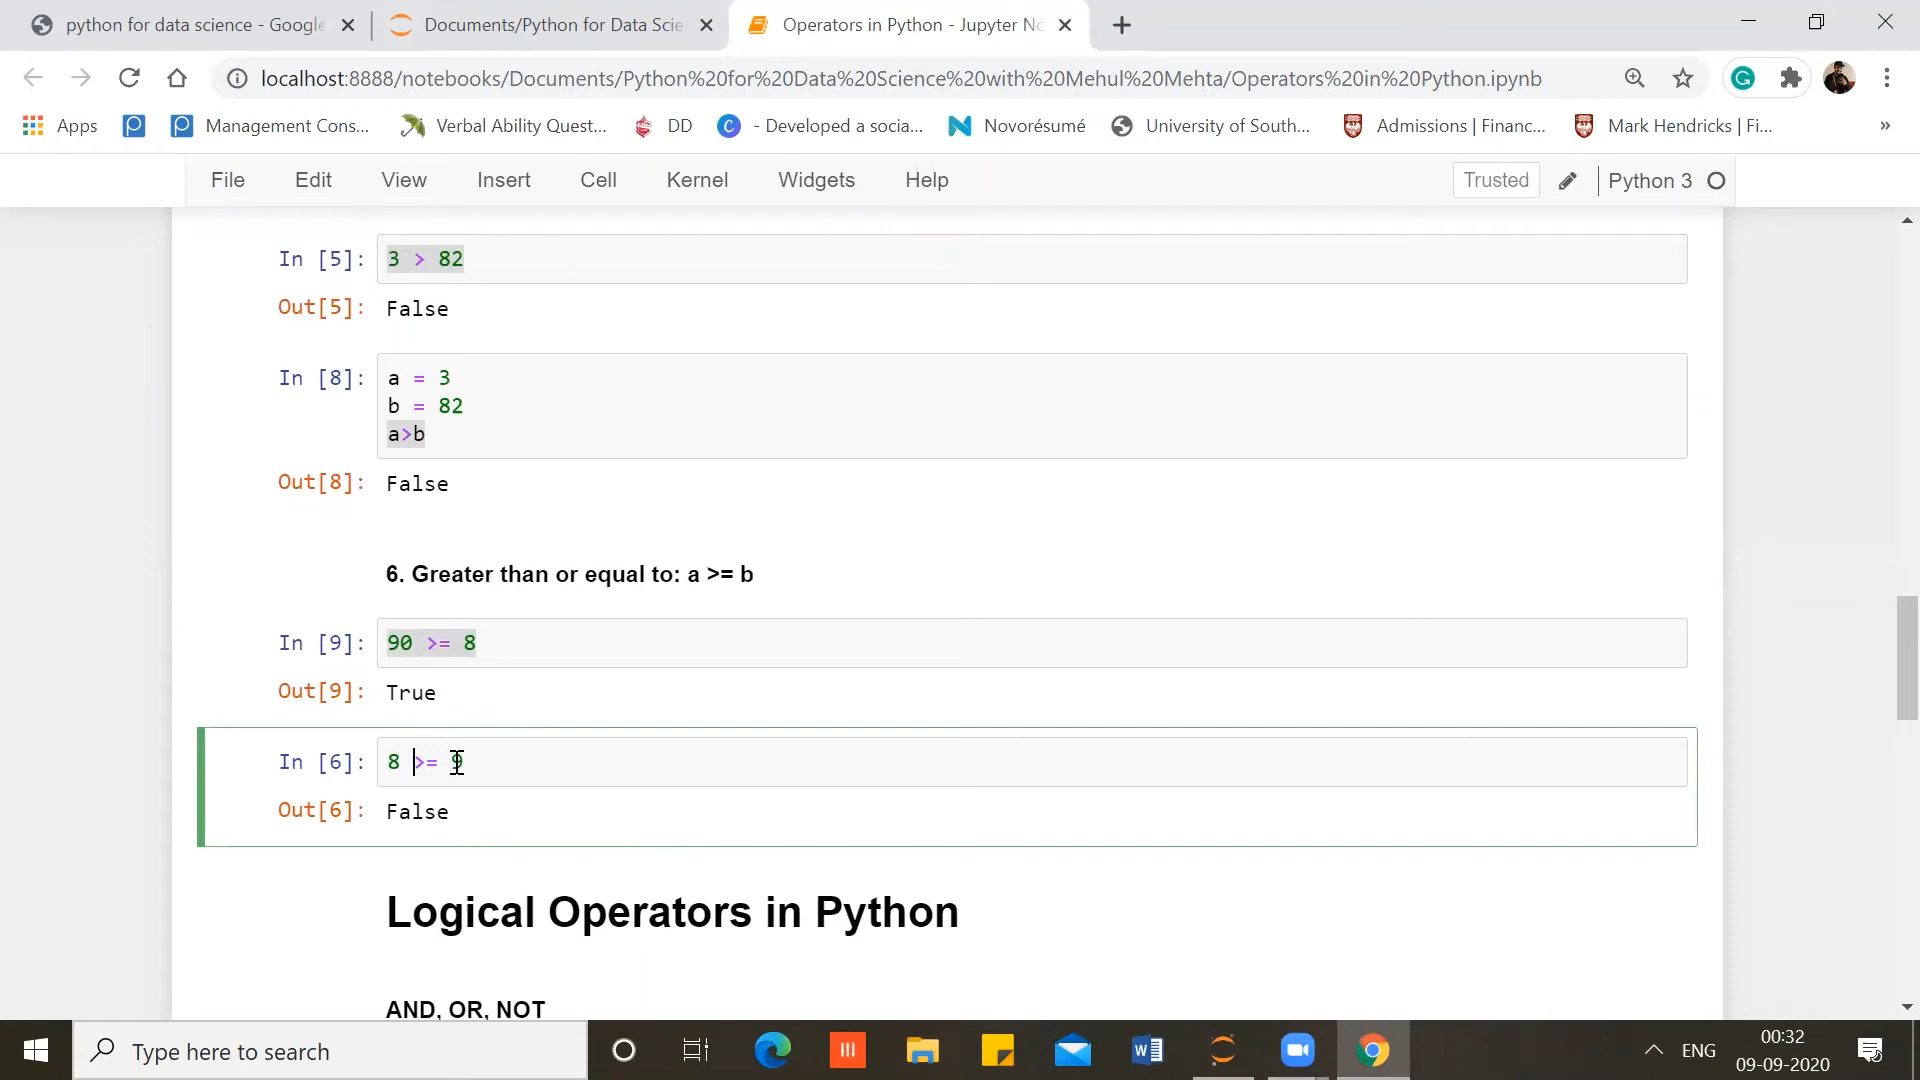 python for data science - Google
Documents/Python for Data Scie
Operators in Python - Jupyter No
localhost:8888/notebooks/Documents/Python%20for%20Data%20Science%20with%20Mehul%20Mehta/Operators%20in%20Python.ipynb
Apps
Management Cons...
Verbal Ability Quest...
DD
C
- Developed a socia...
Novorésumé
University of South...
Admissions | Financ...
Mark Hendricks | Fi...
»
File
Edit
View
Insert
Cell
Kernel
Widgets
Help
Trusted
Python 3
In [5]:
3 > 82
Out[5]:
False
In [8]:
a = 3
b = 82
a>b
Out[8]:
False
6. Greater than or equal to: a >= b
In [9]:
90 >= 8
Out[9]:
True
In [6]:
8 >= 9
Out[6]:
False
Logical Operators in Python
AND, OR, NOT
Type here to search
ENG
00:32
09-09-2020